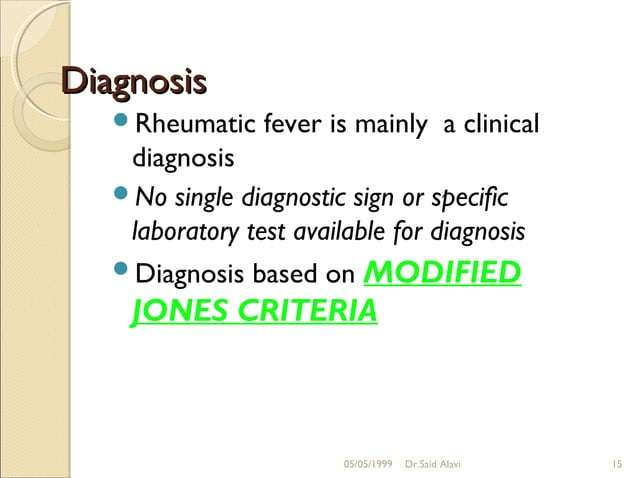 Diagnosis
Rheumatic fever is mainly a clinical
diagnosis
No single diagnostic sign or specific
laboratory test available for diagnosis
Diagnosis based on MODIFIED
JONES CRITERIA
05/05/1999 Dr.Said Alavi 15